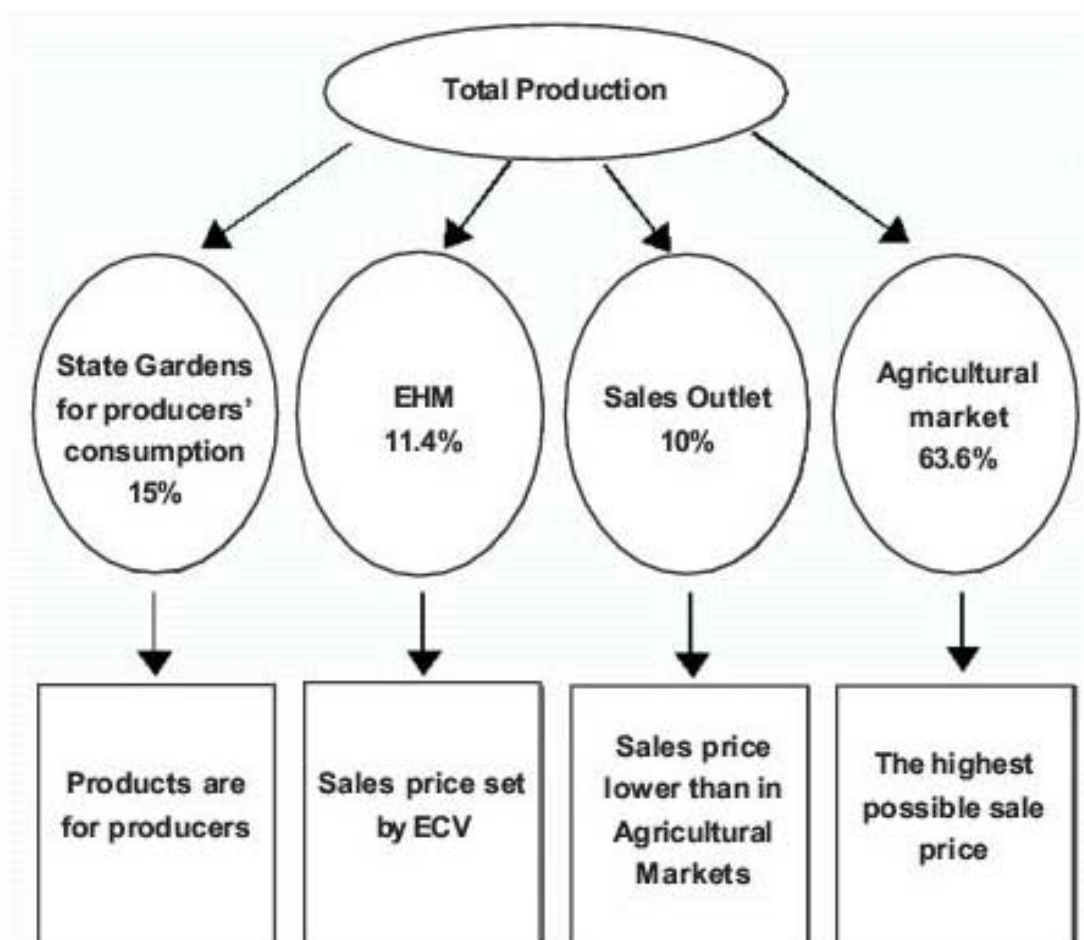 Total Production
State Gardens
for producers’
consumption
15%
EHM
11.4%
Sales Outlet
10%
Agricultural
market
63.6%
Products are
for producers
Sales price set
by ECV
Sales price
lower than in
Agricultural
Markets
The highest
possible sale
price